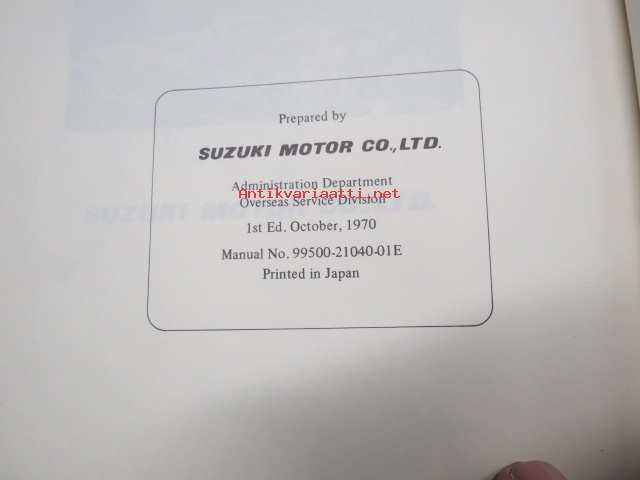 Prepared by
SUZUKI MOTOR CO., LTD.
Administration Department
Antikvariaatti.net
Overseas Service Division
1st Ed. October, 1970
Manual No. 99500-21040-01E
Printed in Japan